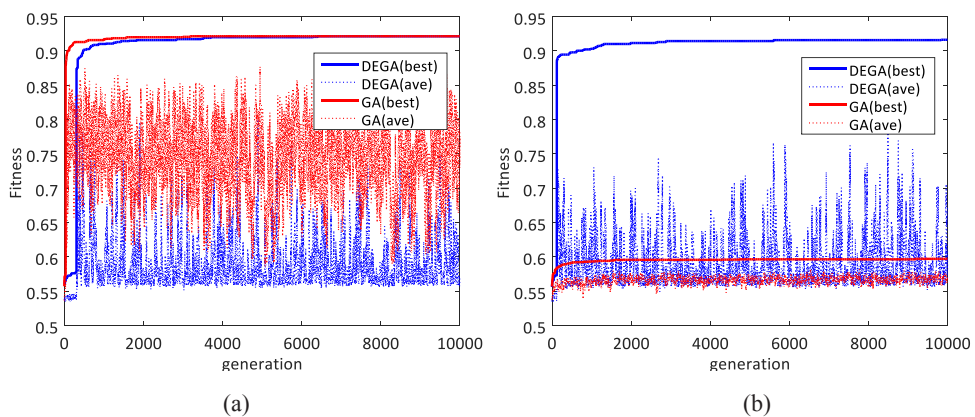 0.95
0.9
0.85
0.8
0.75
0.7
0.65
0.6
0.55
0.5
Fitness
0 2000 4000 6000 8000 10000
generation
DEGA(best)
DEGA(ave)
GA(best)
GA(ave)
(a)
0.95
0.9
0.85
0.8
0.75
0.7
0.65
0.6
0.55
0.5
Fitness
0 2000 4000 6000 8000 10000
generation
DEGA(best)
DEGA(ave)
GA(best)
GA(ave)
(b)